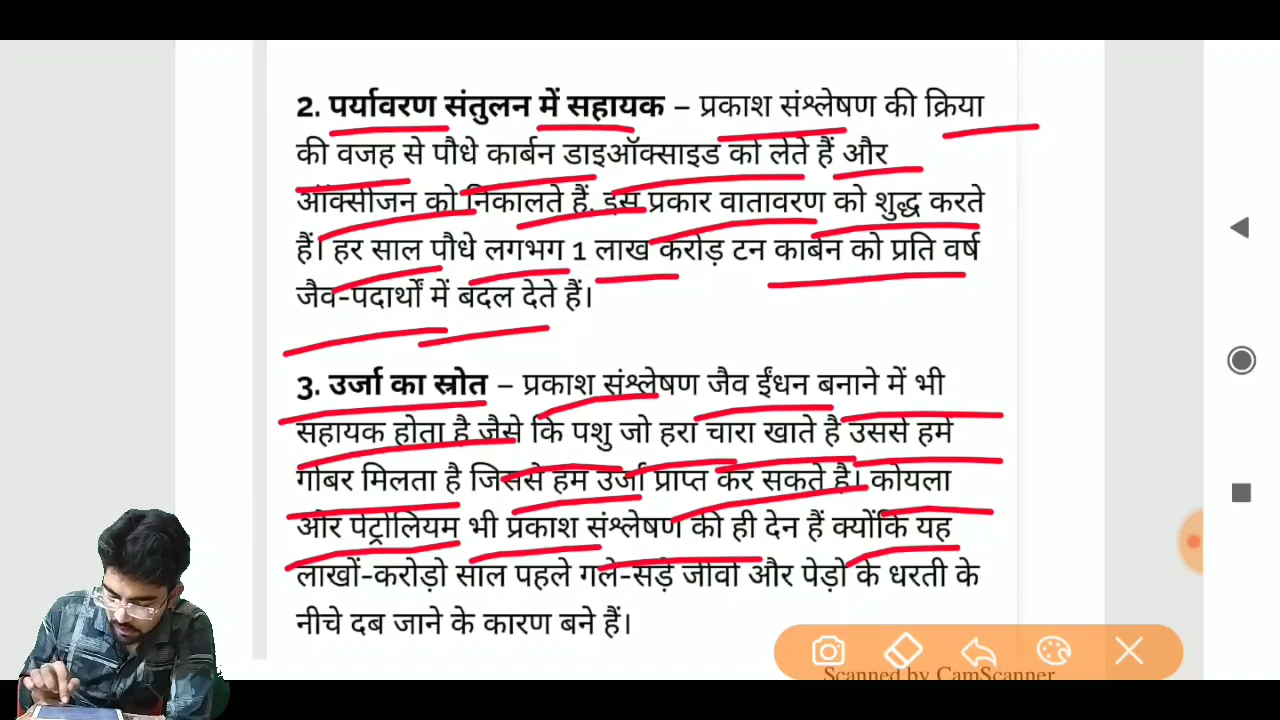 2. पर्यावरण संतुलन में सहायक – प्रकाश संश्लेषण की क्रिया
की वजह से पौधे कार्बन डाइऑक्साइड को लेते हैं और
ऑक्सीजन को निकालते हैं. इस प्रकार वातावरण को शुद्ध करते
हैं। हर साल पौधे लगभग 1 लाख करोड़ टन कार्बन को प्रति वर्ष
जैव-पदार्थों में बदल देते हैं।
3. उर्जा का स्रोत – प्रकाश संश्लेषण जैव ईंधन बनाने में भी
सहायक होता है जैसे कि पशु जो हरा चारा खाते है उससे हमे
गोबर मिलता है जिससे हम उर्जा प्राप्त कर सकते है। कोयला
और पेट्रोलियम भी प्रकाश संश्लेषण की ही देन हैं क्योंकि यह
लाखों-करोड़ो साल पहले गले-सड़े जीवों और पेड़ो के धरती के
नीचे दब जाने के कारण बने हैं।
Scanned by CamScanner